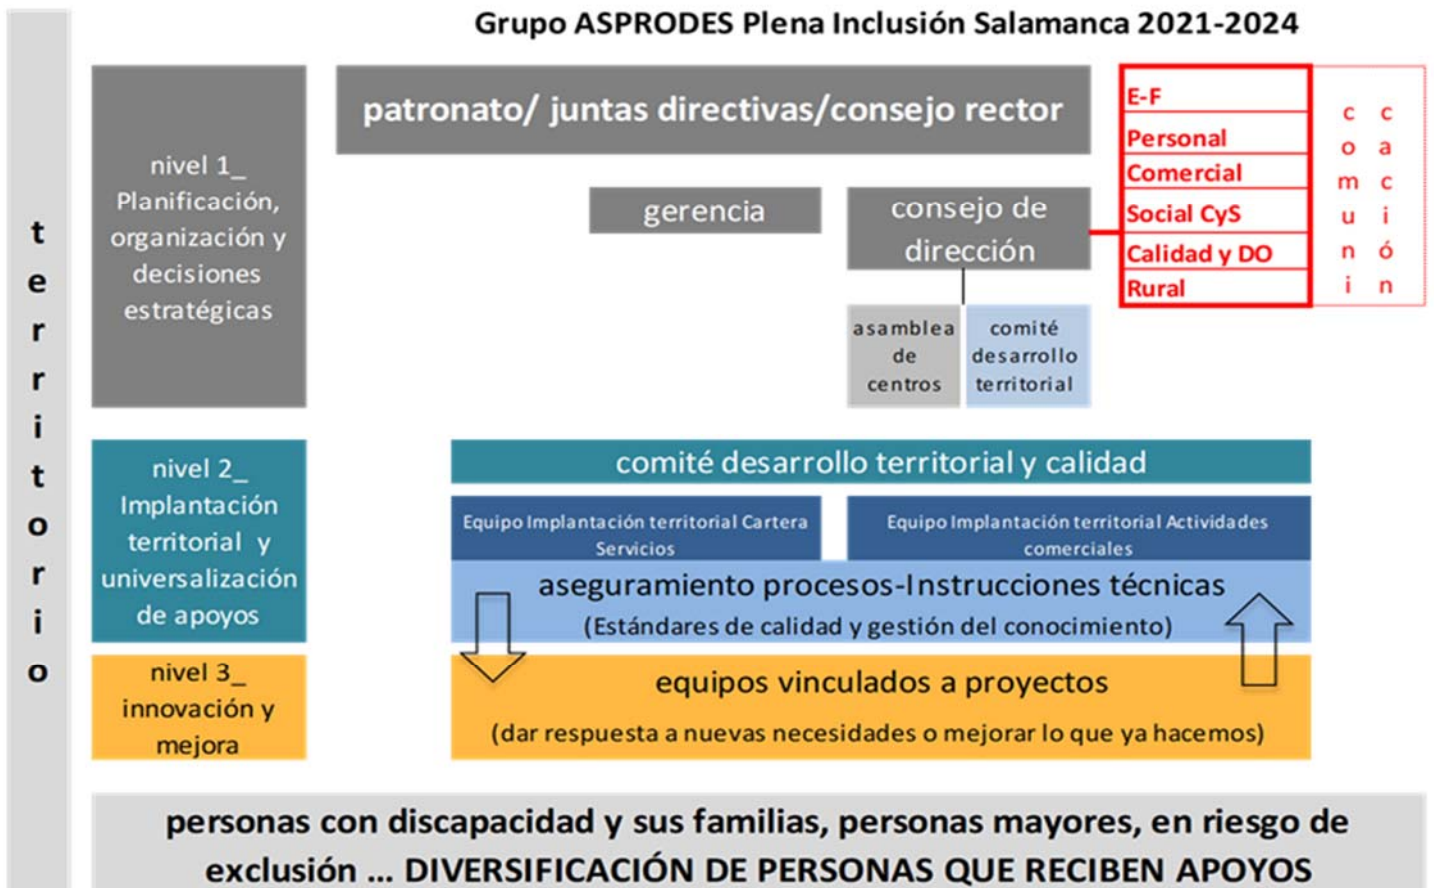 Grupo ASPRODES Plena Inclusión Salamanca 2021-2024
territorio
nivel 1_
Planificación,
organización y
decisiones
estratégicas
patronato/ juntas directivas/consejo rector
gerencia
consejo de
dirección
E-F
Personal
Comercial
Social CyS
Calidad y DO
Rural
comuni
cación
asamblea
de
centros
comité
desarrollo
territorial
nivel 2_
Implantación
territorial y
universalización
de apoyos
comité desarrollo territorial y calidad
Equipo Implantación territorial Cartera
Servicios
Equipo Implantación territorial Actividades
comerciales
aseguramiento procesos-Instrucciones técnicas
(Estándares de calidad y gestión del conocimiento)
nivel 3_
innovación y
mejora
equipos vinculados a proyectos
(dar respuesta a nuevas necesidades o mejorar lo que ya hacemos)
personas con discapacidad y sus familias, personas mayores, en riesgo de
exclusión ... DIVERSIFICACIÓN DE PERSONAS QUE RECIBEN APOYOS